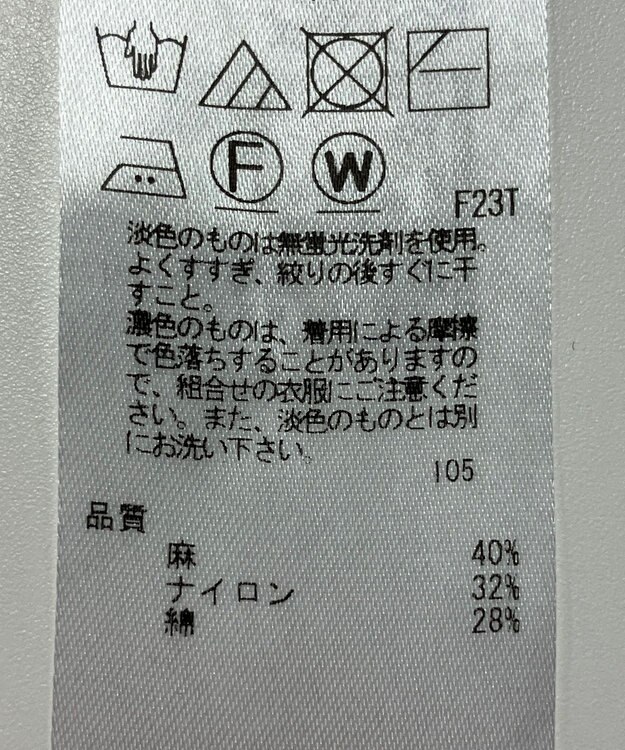 F
W
F23T
淡色のものは無蛍光洗剤を使用。
よくすすぎ、絞りの後すぐに干
すこと。
濃色のものは、着用による摩擦
で色落ちすることがありますの
で、組合せの衣服にご注意くだ
さい。また、淡色のものとは別
にお洗い下さい。
105
品質
麻 40%
ナイロン 32%
綿 28%